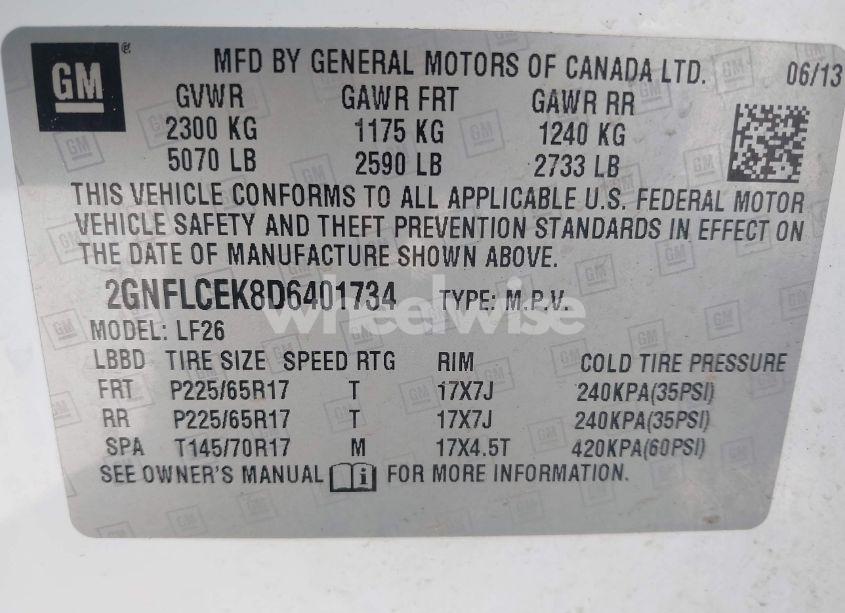 GM ® MFD BY GENERAL MOTORS OF CANADA LTD. 06/13
GVWR GAWR FRT GAWR RR
2300 KG 1175 KG 1240 KG
5070 LB 2590 LB 2733 LB
THIS VEHICLE CONFORMS TO ALL APPLICABLE U.S. FEDERAL MOTOR
VEHICLE SAFETY AND THEFT PREVENTION STANDARDS IN EFFECT ON
THE DATE OF MANUFACTURE SHOWN ABOVE.
2GNFLCEK8D6401734 TYPE: M.P.V.
wheelwise
MODEL: LF26
LBBD TIRE SIZE SPEED RTG RIM COLD TIRE PRESSURE
FRT P225/65R17 T 17X7J 240KPA(35PSI)
RR P225/65R17 T 17X7J 240KPA(35PSI)
SPA T145/70R17 M 17X4.5T 420KPA(60PSI)
SEE OWNER'S MANUAL i FOR MORE INFORMATION.